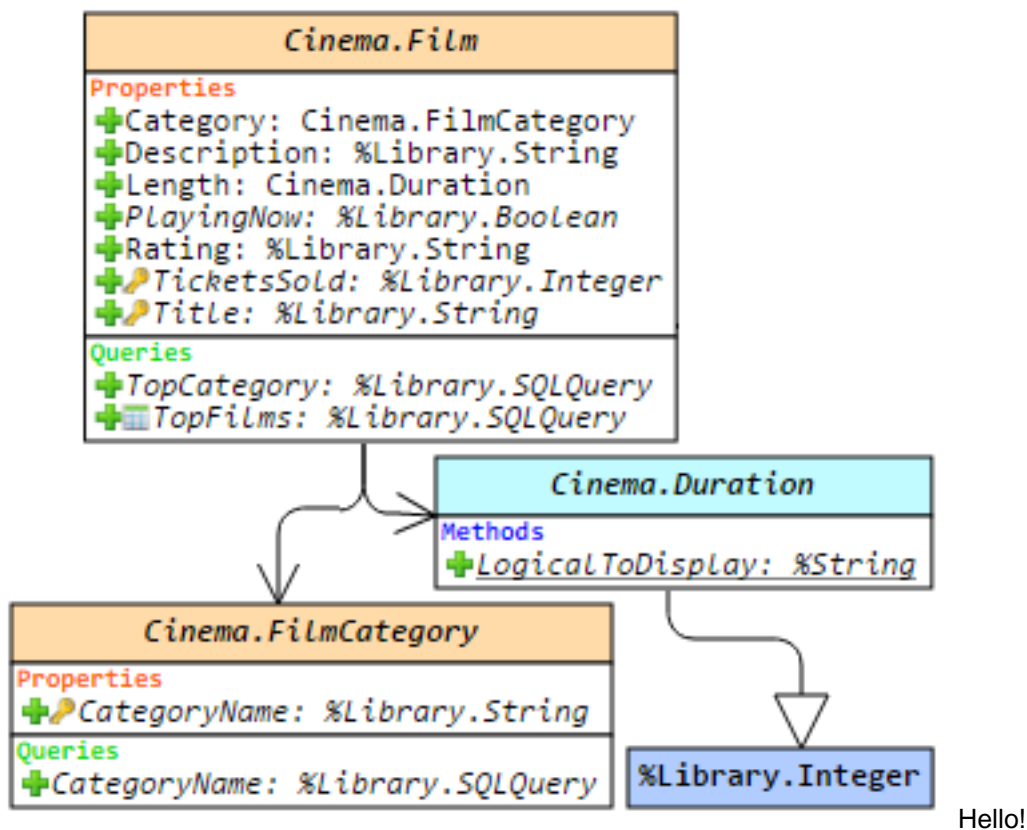 Cinema.Film
Properties
Category: Cinema.FilmCategory
Description: %Library.String
Length: Cinema.Duration
PlayingNow: %Library.Boolean
Rating: %Library.String
TicketsSold: %Library.Integer
Title: %Library.String
Queries
TopCategory: %Library.SQLQuery
TopFilms: %Library.SQLQuery
Cinema.Duration
Methods
LogicalToDisplay: %String
Cinema.FilmCategory
Properties
CategoryName: %Library.String
Queries
CategoryName: %Library.SQLQuery
%Library.Integer
Hello!